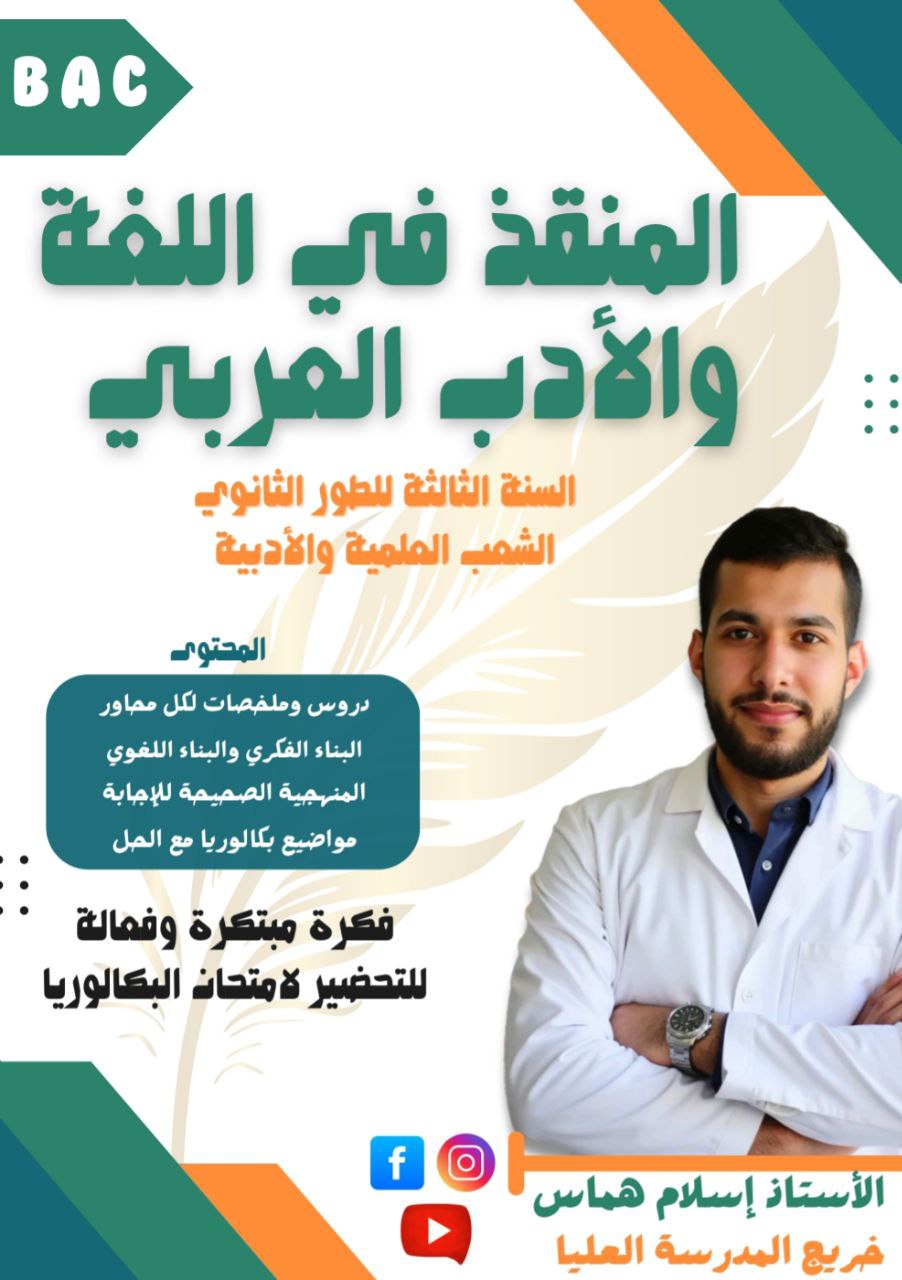 BAC
المنقذ في اللغة
والأدب العربي
السنة الثالثة للطور الثانوي
الشعب العلمية والأدبية
المحتوى
دروس وملخصات لكل محاور
البناء الفكري والبناء اللغوي
المنهجية الصحيحة للإجابة
مواضيع بكالوريا مع الحل
فكرة مبتكرة وفعالة
للتحضير لامتحان البكالوريا
الأستاذ إسلام هماس
خريج المدرسة العليا